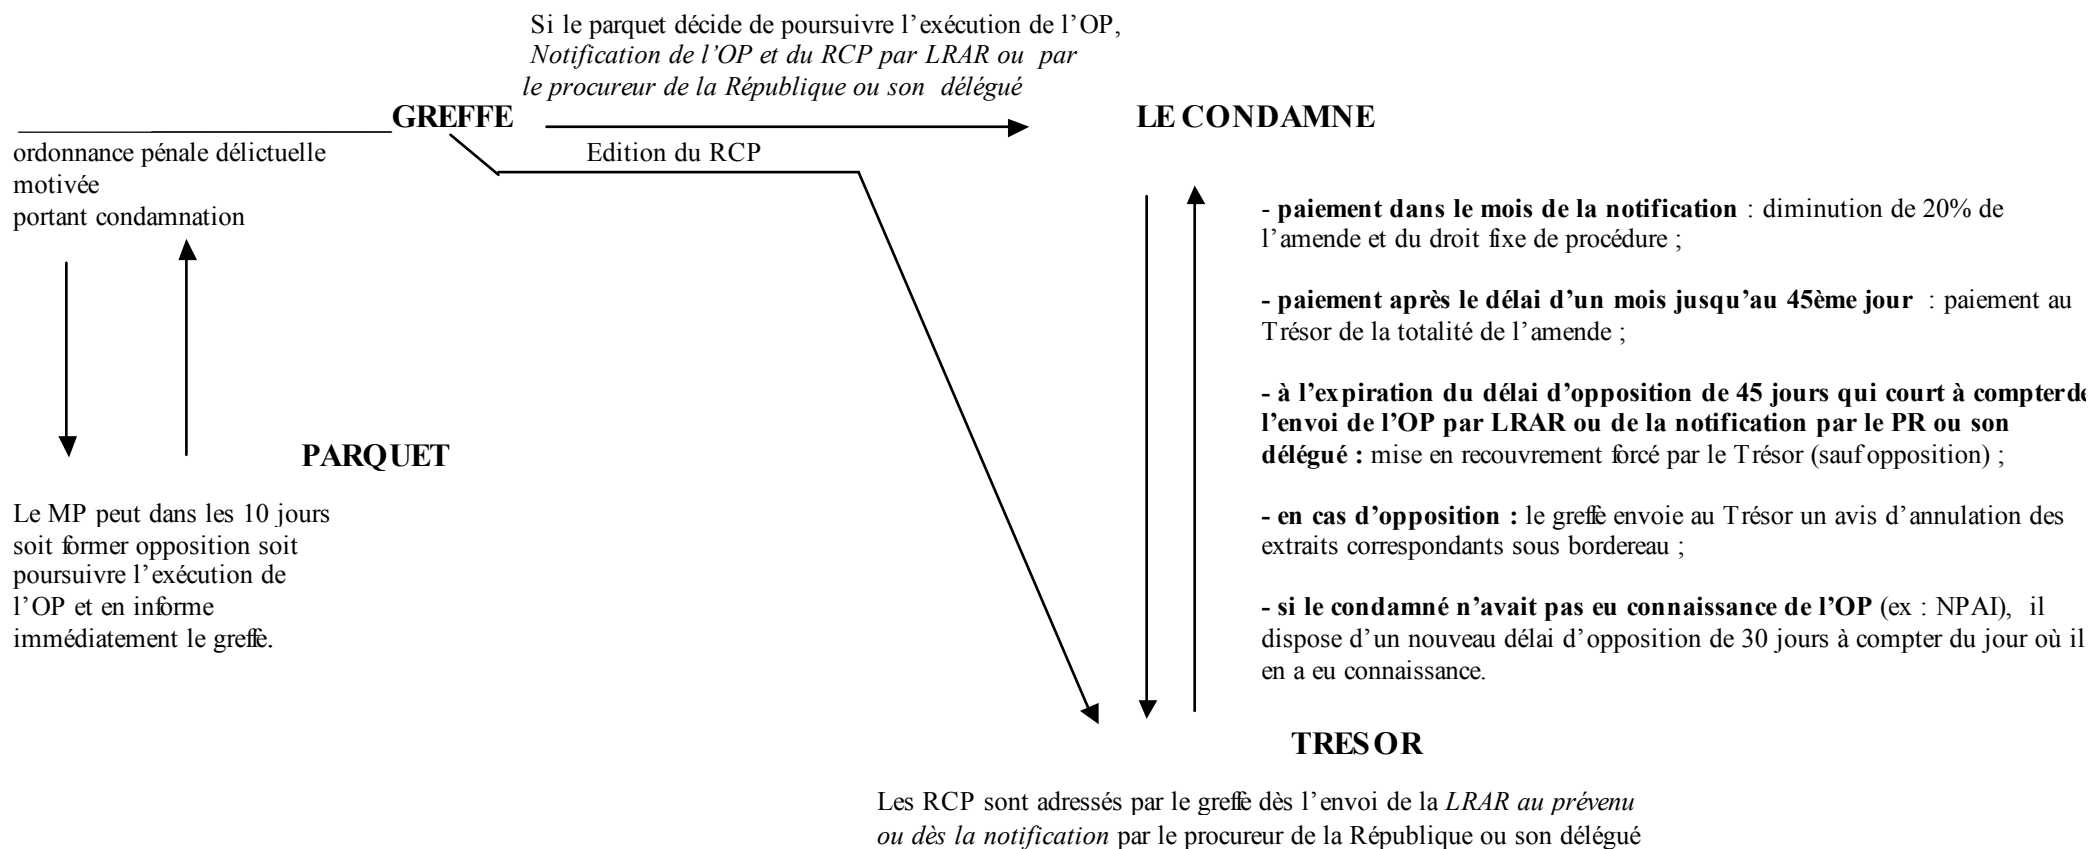 Si le parquet décide de poursuivre l’exécution de l’OP,
Notification de l’OP et du RCP par LRAR ou par
le procureur de la République ou son délégué
GREFFE
LE CONDAMNE
ordonnance pénale délictuelle
motivée
portant condamnation
Edition du RCP
- paiement dans le mois de la notification : diminution de 20% de
l’amende et du droit fixe de procédure ;
- paiement après le délai d’un mois jusqu’au 45ème jour : paiement au
Trésor de la totalité de l’amende ;
- à l’expiration du délai d’opposition de 45 jours qui court à compterde
l’envoi de l’OP par LRAR ou de la notification par le PR ou son
délégué : mise en recouvrement forcé par le Trésor (sauf opposition) ;
- en cas d’opposition : le greffe envoie au Trésor un avis d’annulation des
extraits correspondants sous bordereau ;
- si le condamné n’avait pas eu connaissance de l’OP (ex : NPAI), il
dispose d’un nouveau délai d’opposition de 30 jours à compter du jour où il
en a eu connaissance.
PARQUET
Le MP peut dans les 10 jours
soit former opposition soit
poursuivre l’exécution de
l’OP et en informe
immédiatement le greffe.
TRESOR
Les RCP sont adressés par le greffe dès l’envoi de la LRAR au prévenu
ou dès la notification par le procureur de la République ou son délégué